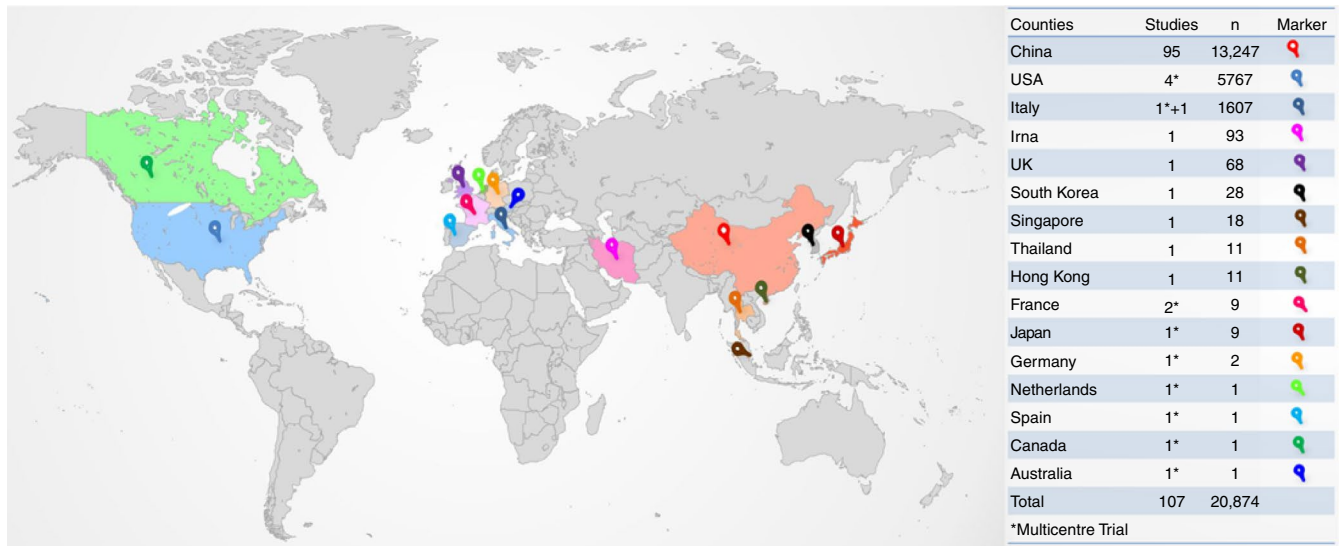 Counties Studies n Marker
China 95 13,247
USA 4* 5767
Italy 1*+1 1607
Irna 1 93
UK 1 68
South Korea 1 28
Singapore 1 18
Thailand 1 11
Hong Kong 1 11
France 2* 9
Japan 1* 9
Germany 1* 2
Netherlands 1* 1
Spain 1* 1
Canada 1* 1
Australia 1* 1
Total 107 20,874
*Multicentre Trial